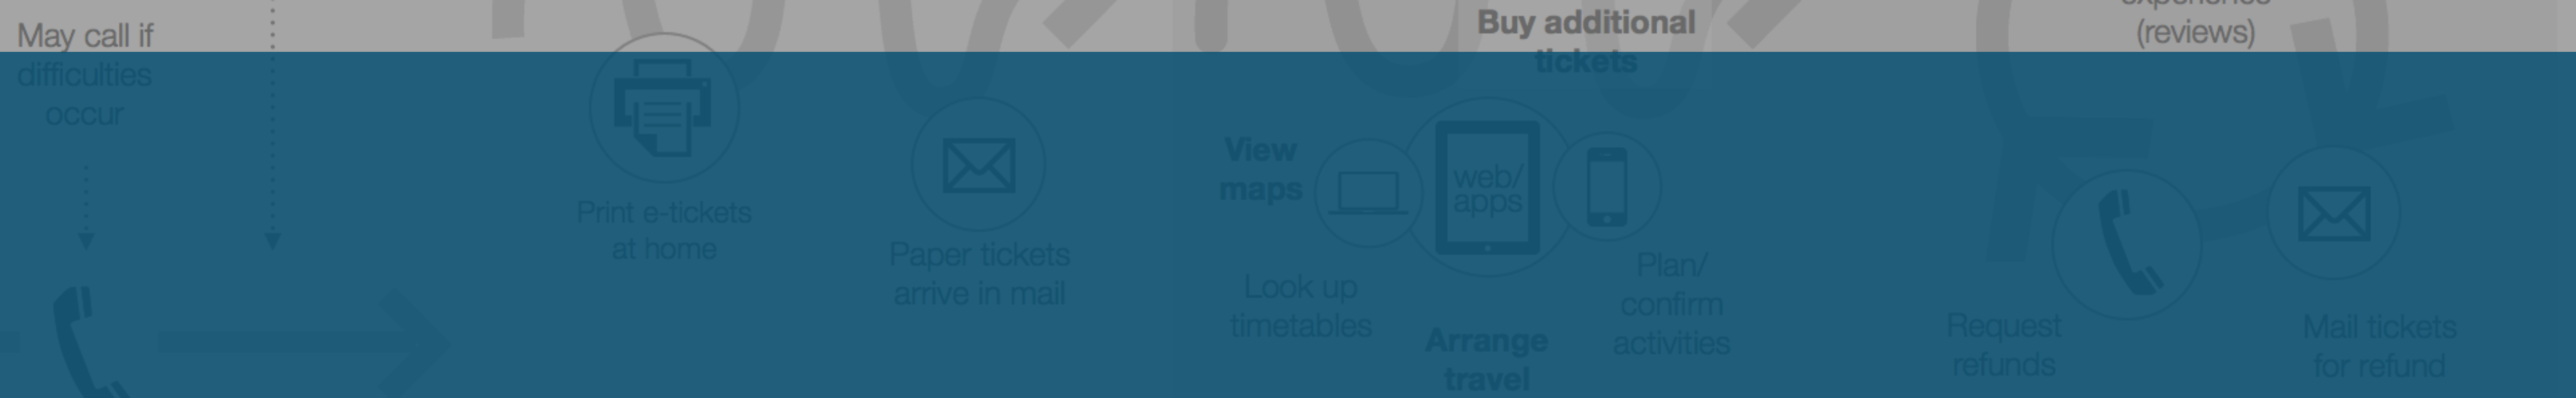 May call if
difficulties
occur
Print e-tickets
at home
Paper tickets
arrive in mail
Buy additional
tickets
View
maps
web/
apps
Look up
timetables
Arrange
travel
Plan/
confirm
activities
experience
(reviews)
Request
refunds
Mail tickets
for refund